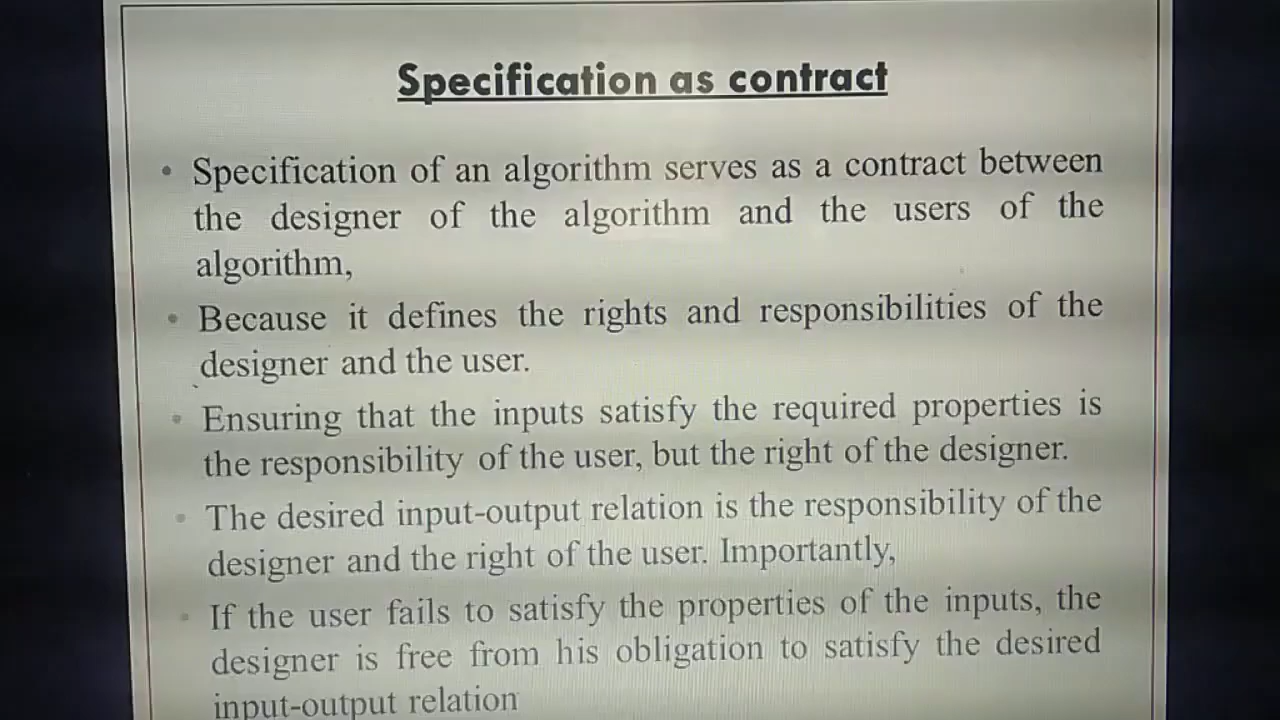 Specification as contract
• Specification of an algorithm serves as a contract between
the designer of the algorithm and the users of the
algorithm,
• Because it defines the rights and responsibilities of the
designer and the user.
• Ensuring that the inputs satisfy the required properties is
the responsibility of the user, but the right of the designer.
• The desired input-output relation is the responsibility of the
designer and the right of the user. Importantly,
• If the user fails to satisfy the properties of the inputs, the
designer is free from his obligation to satisfy the desired
input-output relation